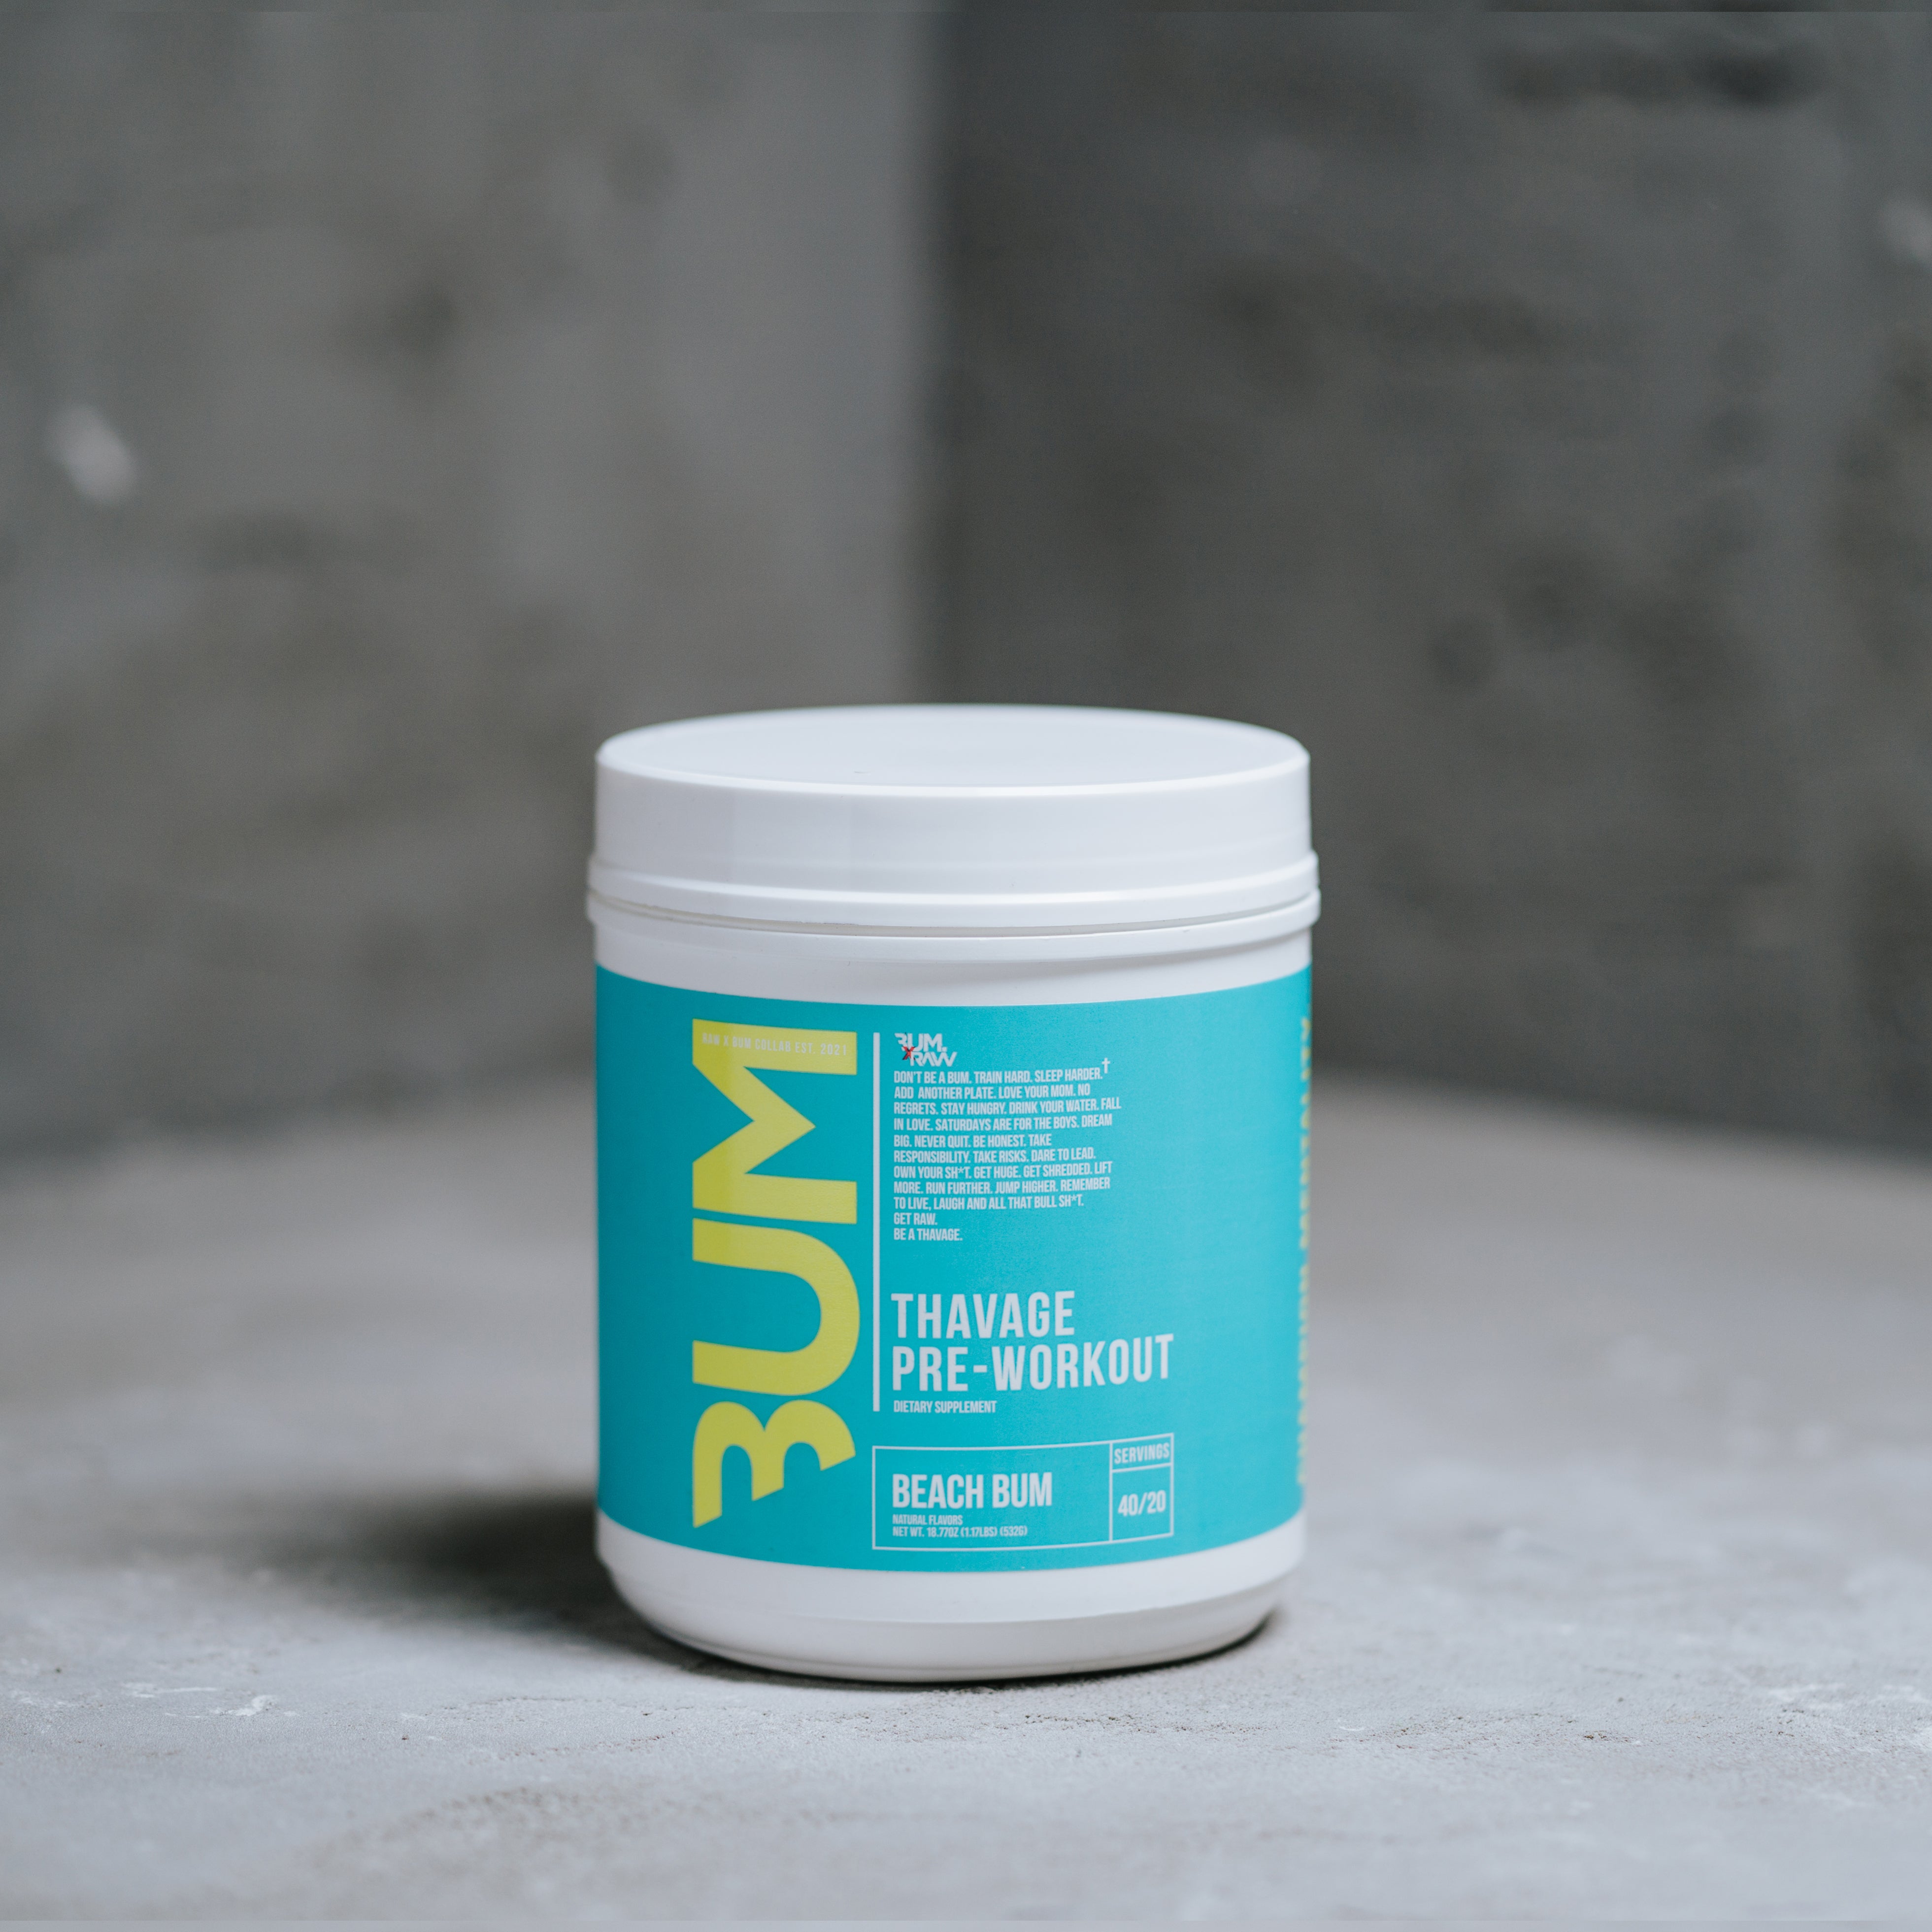 BUM
RAW X BUM COLLAB EST. 2021
BUM.
X RAW
DON'T BE A BUM. TRAIN HARD. SLEEP HARDER.†
ADD ANOTHER PLATE. LOVE YOUR MOM. NO
REGRETS. STAY HUNGRY. DRINK YOUR WATER. FALL
IN LOVE. SATURDAYS ARE FOR THE BOYS. DREAM
BIG. NEVER QUIT. BE HONEST. TAKE
RESPONSIBILITY. TAKE RISKS. DARE TO LEAD.
OWN YOUR SH*T. GET HUGE. GET SHREDDED. LIFT
MORE. RUN FURTHER. JUMP HIGHER. REMEMBER
TO LIVE, LAUGH AND ALL THAT BULL SH*T.
GET RAW.
BE A THAVAGE.
THAVAGE
PRE-WORKOUT
DIETARY SUPPLEMENT
BEACH BUM
NATURAL FLAVORS
NET WT. 18.77OZ (1.17LBS) (532G)
SERVINGS
40/20